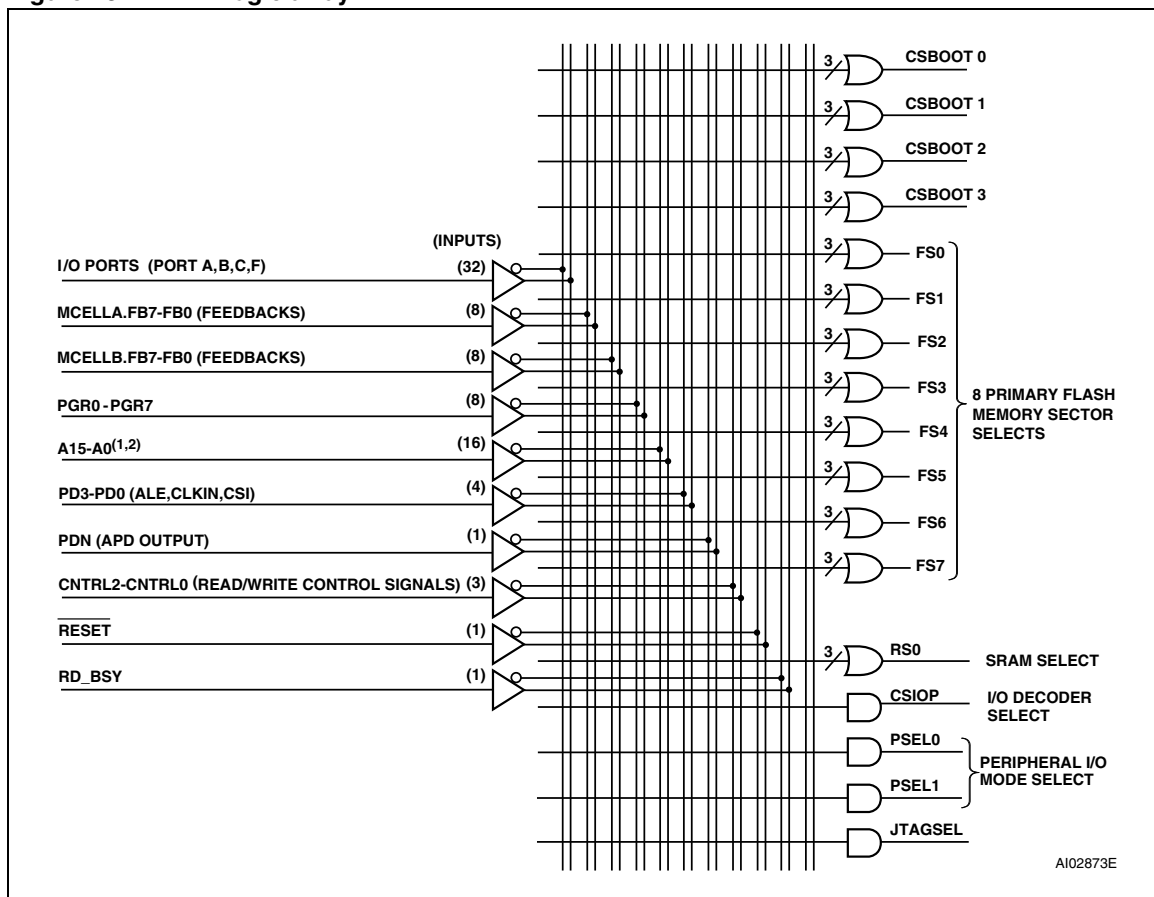 CSBOOT 0
3
CSBOOT 1
3
CSBOOT 2
3
CSBOOT 3
3
(INPUTS)
I/O PORTS (PORT A,B,C,F)
(32)
MCELLA.FB7-FB0 (FEEDBACKS)
(8)
MCELLB.FB7-FB0 (FEEDBACKS)
(8)
PGR0 -PGR7
(8)
A15-A0(1,2)
(16)
PD3-PD0 (ALE,CLKIN,CSI)
(4)
PDN (APD OUTPUT)
(1)
CNTRL2-CNTRL0 (READ/WRITE CONTROL SIGNALS) (3)
RESET
(1)
RD_BSY
(1)
3
FS0
3
FS1
3
FS2
3
FS3
3
FS4
3
FS5
3
FS6
3
FS7
8 PRIMARY FLASH
MEMORY SECTOR
SELECTS
3
RS0
SRAM SELECT
CSIOP
I/O DECODER
SELECT
PSEL0
PSEL1
PERIPHERAL I/O
MODE SELECT
JTAGSEL
AI02873E